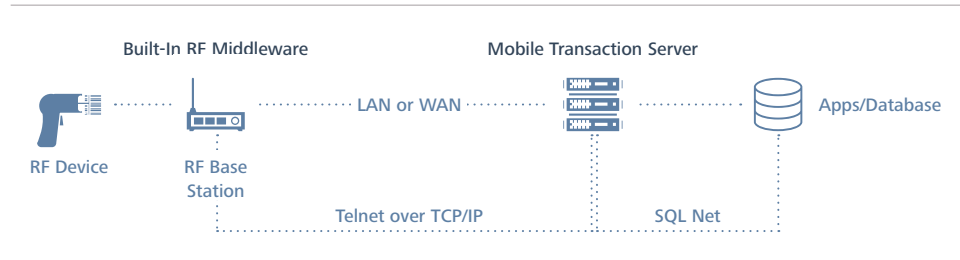 Built-In RF Middleware
Mobile Transaction Server
LAN or WAN
Apps/Database
RF Device
RF Base
Station
Telnet over TCP/IP
SQL Net